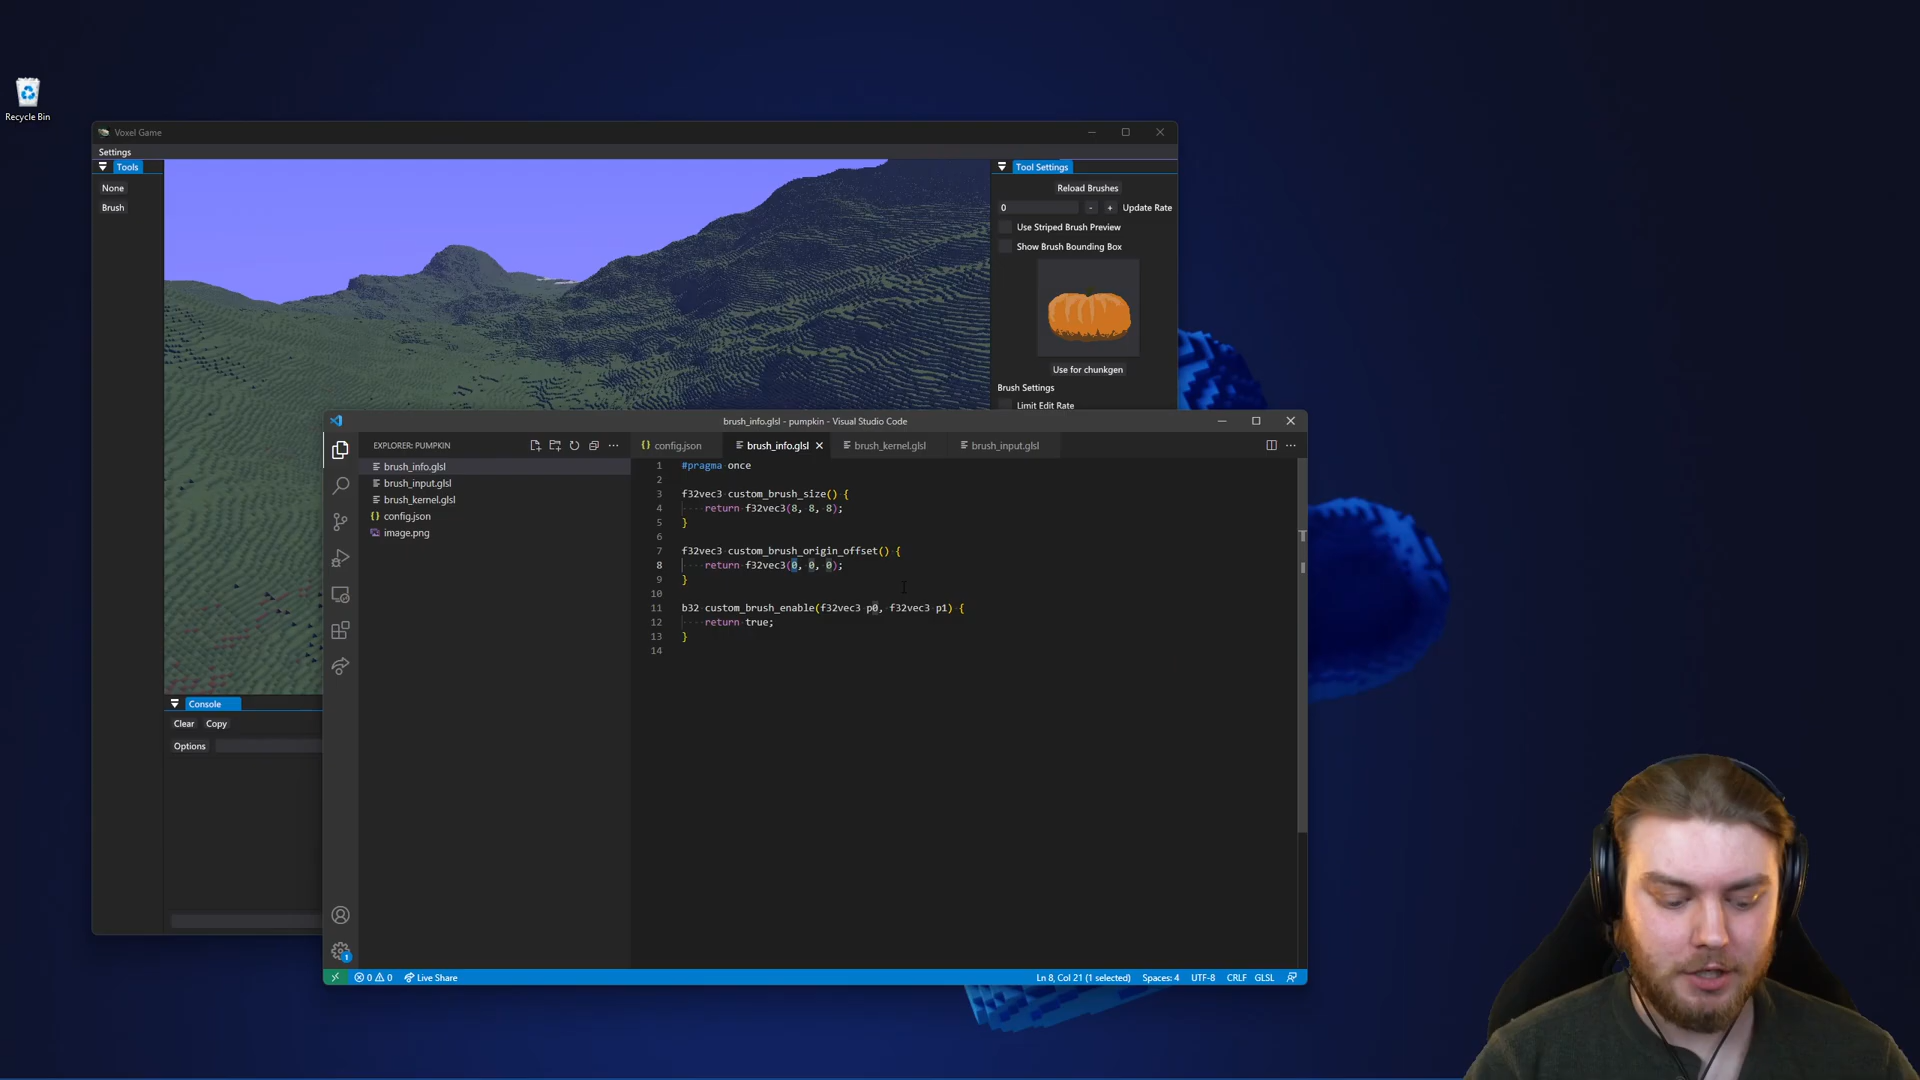 Recycle Bin
Voxel Game
Settings
Tools
None
Brush
Tool Settings
Reload Brushes
0 - + Update Rate
Use Striped Brush Preview
Show Brush Bounding Box
Use for chunkgen
Brush Settings
Limit Edit Rate
Console
Clear Copy
Options
brush_info.glsl - pumpkin - Visual Studio Code
EXPLORER: PUMPKIN
brush_info.glsl
brush_input.glsl
brush_kernel.glsl
{} config.json
image.png
{} config.json brush_info.glsl brush_kernel.glsl brush_input.glsl
1 #pragma once
2
3 f32vec3 custom_brush_size() {
4 return f32vec3(8, 8, 8);
5 }
6
7 f32vec3 custom_brush_origin_offset() {
8 return f32vec3(0, 0, 0);
9 }
10
11 b32 custom_brush_enable(f32vec3 p0, f32vec3 p1) {
12 return true;
13 }
14
1
0 0 Live Share
Ln 8, Col 21 (1 selected) Spaces: 4 UTF-8 CRLF GLSL